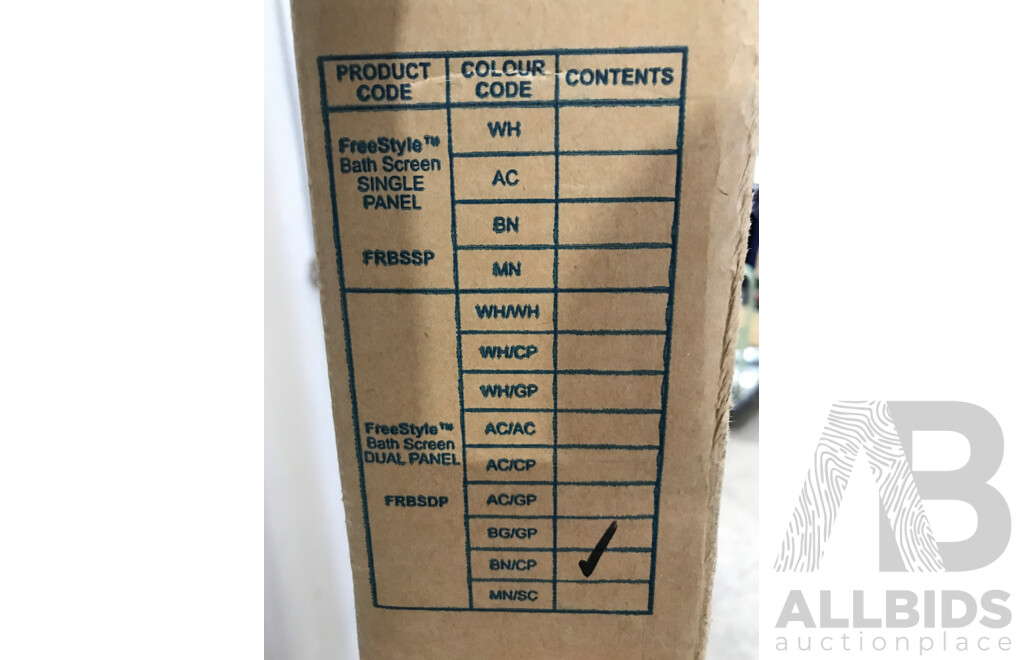 PRODUCT CODE
COLOUR CODE
CONTENTS
FreeStyle™
Bath Screen
SINGLE
PANEL
FRBSSP
WH
AC
BN
MN
FreeStyle™
Bath Screen
DUAL PANEL
FRBSDP
WH/WH
WH/CP
WH/GP
AC/AC
AC/CP
AC/GP
BG/GP
BN/CP
MN/SC
AB
ALLBIDS
auctionplace